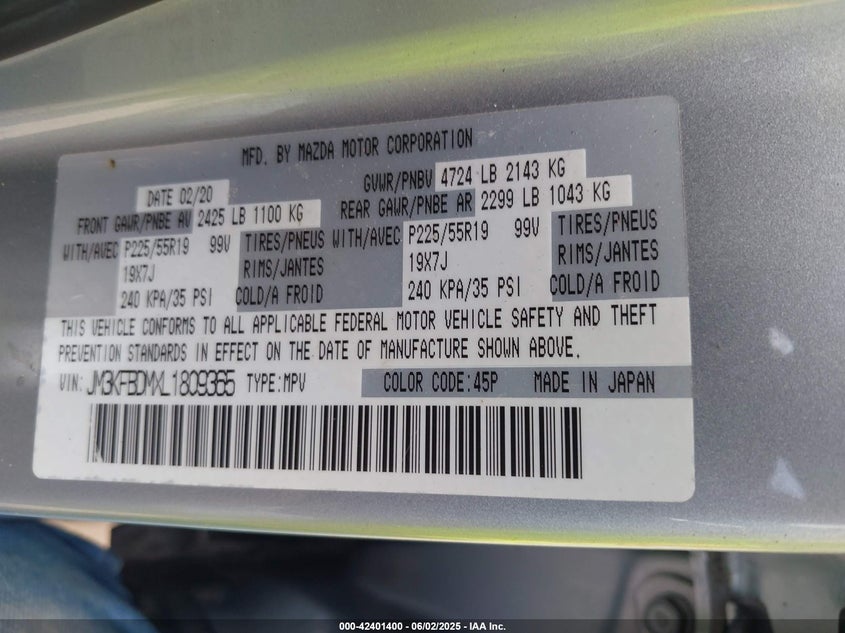 MFD. BY MAZDA MOTOR CORPORATION
DATE 02/20 GVWR/PNBV 4724 LB 2143 KG
FRONT GAWR/PNBE AV 2425 LB 1100 KG REAR GAWR/PNBE AR 2299 LB 1043 KG
WITH/AVEC P225/55R19 99V TIRES/PNEUS WITH/AVEC P225/55R19 99V TIRES/PNEUS
19X7J RIMS/JANTES 19X7J RIMS/JANTES
240 KPA/35 PSI COLD/A FROID 240 KPA/35 PSI COLD/A FROID
THIS VEHICLE CONFORMS TO ALL APPLICABLE FEDERAL MOTOR VEHICLE SAFETY AND THEFT
PREVENTION STANDARDS IN EFFECT ON THE DATE OF MANUFACTURE SHOWN ABOVE.
VIN: JM3KFBDMXL1809365 TYPE:MPV COLOR CODE:45P MADE IN JAPAN
000-42401400 - 06/02/2025 - IAA Inc.